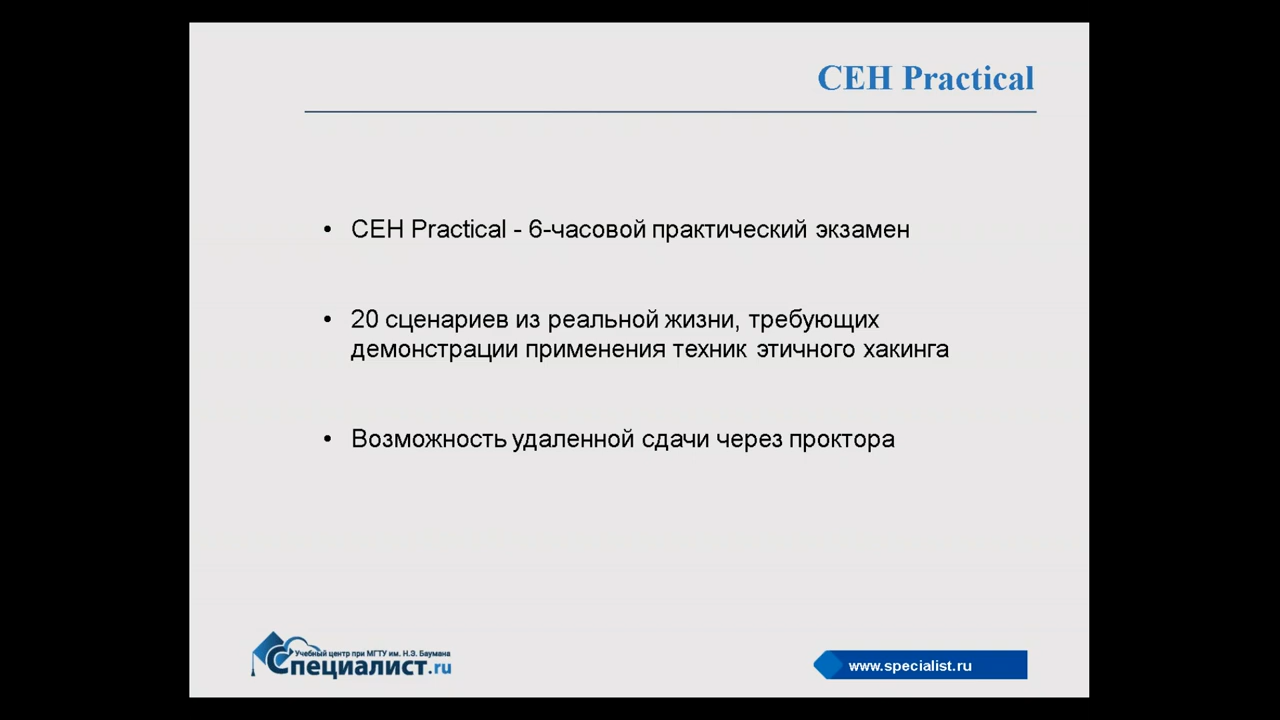 CEH Practical
• CEH Practical - 6-часовой практический экзамен
• 20 сценариев из реальной жизни, требующих
демонстрации применения техник этичного хакинга
• Возможность удаленной сдачи через проктора
Учебный центр при МГТУ им. Н.Э. Баумана
Специалист.ru
www.specialist.ru